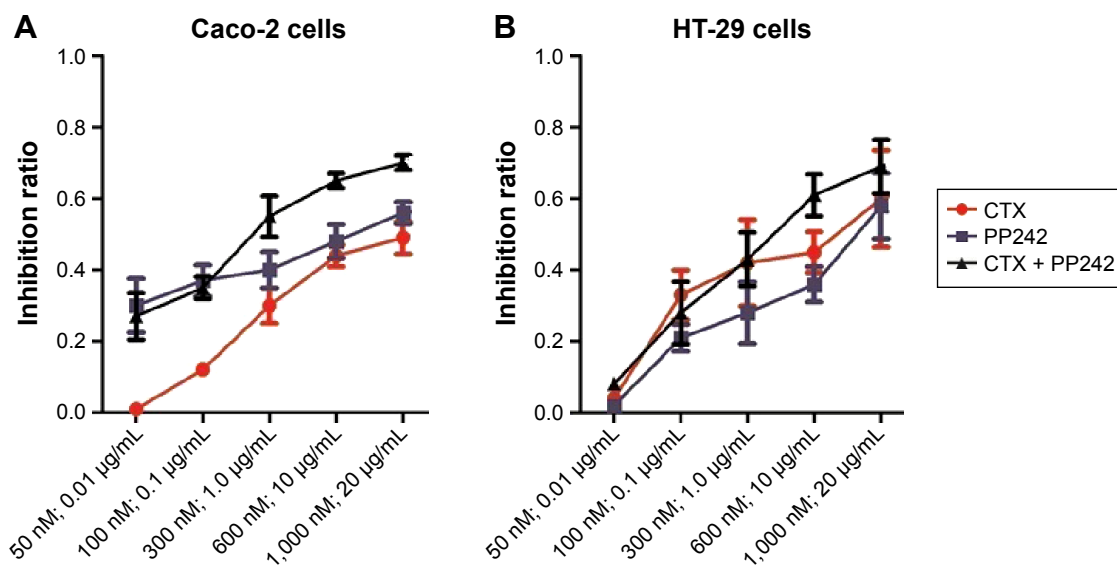 A
Caco-2 cells
Inhibition ratio
1.0
0.8
0.6
0.4
0.2
0.0
50 nM; 0.01 µg/mL
100 nM; 0.1 µg/mL
300 nM; 1.0 µg/mL
600 nM; 10 µg/mL
1,000 nM; 20 µg/mL
B
HT-29 cells
Inhibition ratio
1.0
0.8
0.6
0.4
0.2
0.0
50 nM; 0.01 µg/mL
100 nM; 0.1 µg/mL
300 nM; 1.0 µg/mL
600 nM; 10 µg/mL
1,000 nM; 20 µg/mL
CTX
PP242
CTX + PP242